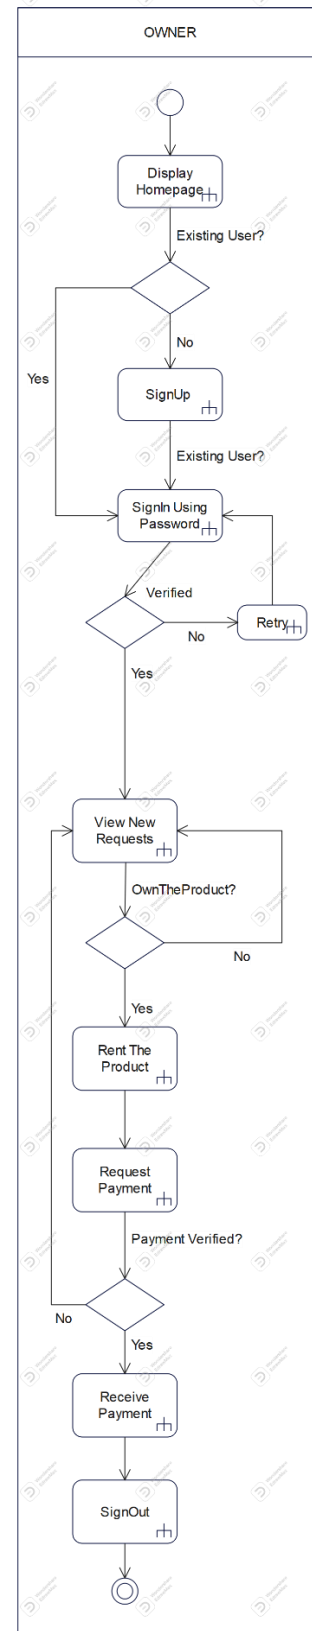 OWNER
Display
Homepage
Existing User?
No
Yes
SignUp
Existing User?
SignIn Using
Password
Verified
No
Retry
Yes
View New
Requests
OwnTheProduct?
No
Yes
Rent The
Product
Request
Payment
Payment Verified?
No
Yes
Receive
Payment
SignOut